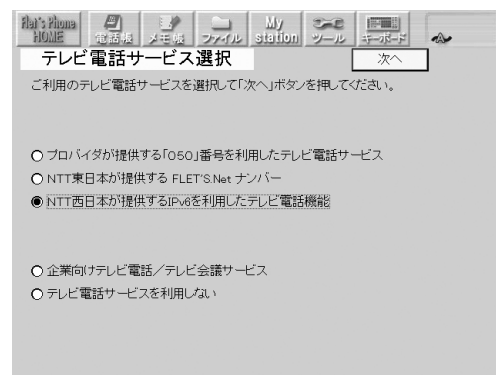 Flet's Phone
HOME
電話帳
メモ帳
ファイル
My
station
ツール
キーボード
テレビ電話サービス選択
次へ
ご利用のテレビ電話サービスを選択して「次へ」ボタンを押してください。
プロバイダが提供する「050」番号を利用したテレビ電話サービス
NTT東日本が提供する FLET'S.Net ナンバー
NTT西日本が提供するIPv6を利用したテレビ電話機能
企業向けテレビ電話／テレビ会議サービス
テレビ電話サービスを利用しない